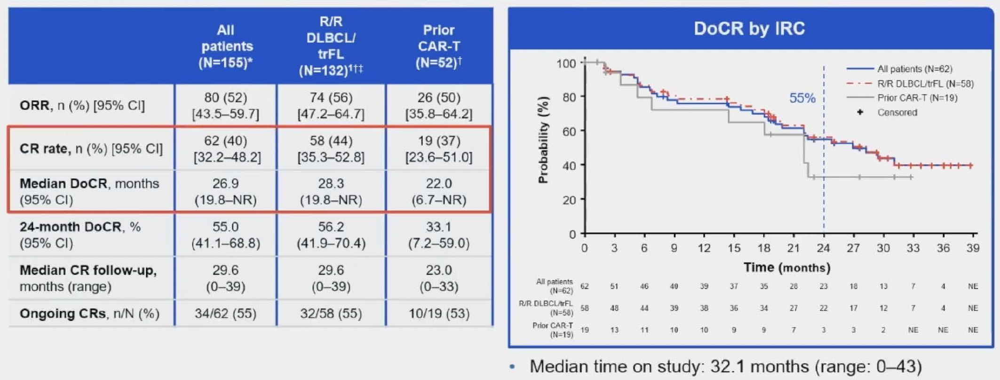 All
patients
(N=155)*
R/R
DLBCL/
trFL
(N=132)¹†‡
Prior
CAR-T
(N=52)†
ORR, n (%) [95% CI]
80 (52)
[43.5–59.7]
74 (56)
[47.2–64.7]
26 (50)
[35.8–64.2]
CR rate, n (%) [95% CI]
62 (40)
[32.2–48.2]
58 (44)
[35.3–52.8]
19 (37)
[23.6–51.0]
Median DoCR, months
(95% CI)
26.9
(19.8–NR)
28.3
(19.8–NR)
22.0
(6.7–NR)
24-month DoCR, %
(95% CI)
55.0
(41.1–68.8)
56.2
(41.9–70.4)
33.1
(7.2–59.0)
Median CR follow-up,
months (range)
29.6
(0–39)
29.6
(0–39)
23.0
(0–33)
Ongoing CRs, n/N (%)
34/62 (55)
32/58 (55)
10/19 (53)
DoCR by IRC
Probability (%)
100
80
60
40
20
0
55%
All patients (N=62)
R/R DLBCL/trFL (N=58)
Prior CAR-T (N=19)
Censored
0 3 6 9 12 15 18 21 24 27 30 33 36 39
Time (months)
All patients
(N=62)
62 51 46 40 39 37 35 28 23 18 13 7 4 NE
R/R DLBCL/trFL
(N=58)
58 48 44 39 38 36 34 27 22 17 12 7 4 NE
Prior CAR-T
(N=19)
19 13 11 10 10 9 9 7 3 3 2 NE NE NE
• Median time on study: 32.1 months (range: 0–43)